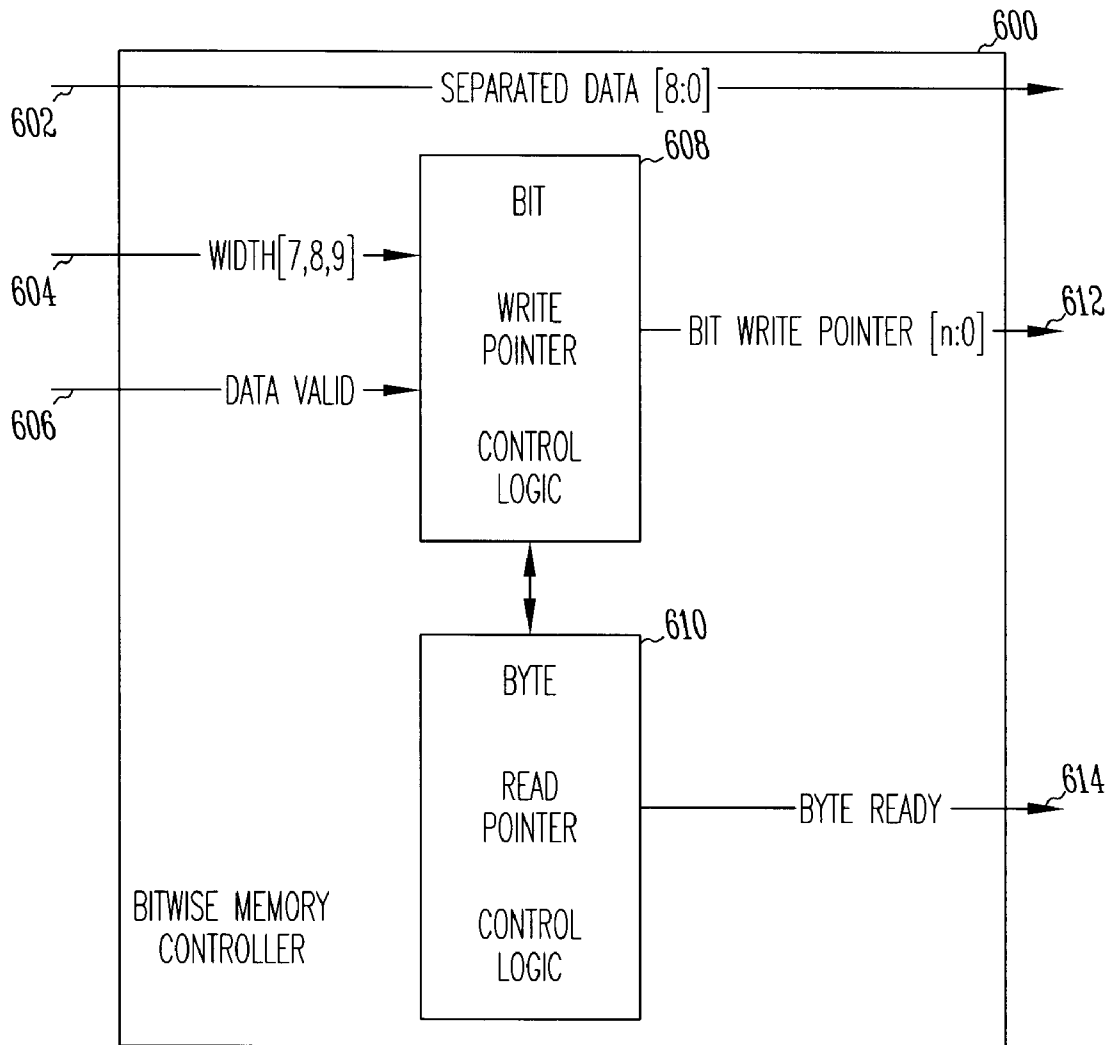 600
SEPARATED DATA [8:0]
602
608
BIT
WIDTH[7,8,9]
604
WRITE
POINTER
BIT WRITE POINTER [n:0]
612
DATA VALID
606
CONTROL
LOGIC
610
BYTE
READ
POINTER
BYTE READY
614
BITWISE MEMORY
CONTROLLER
CONTROL
LOGIC